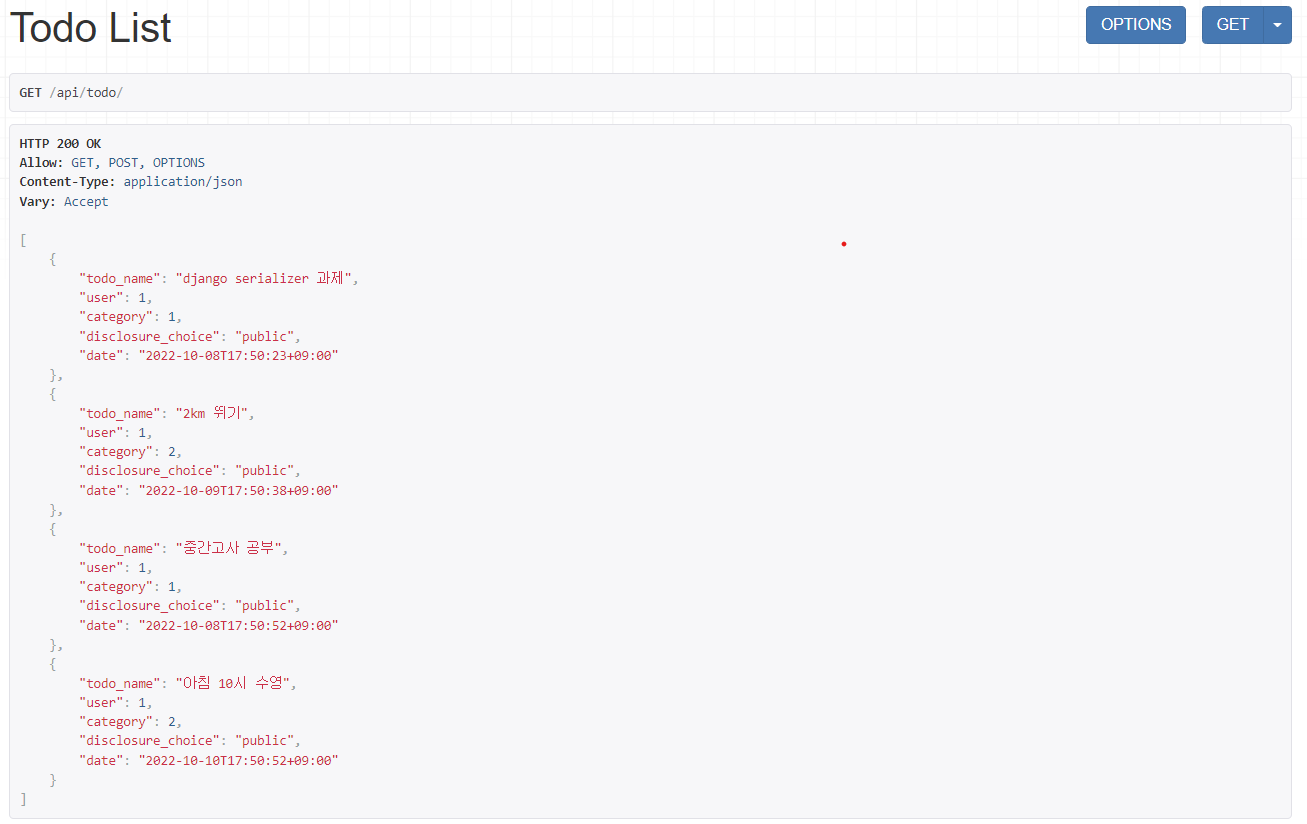 Todo List
OPTIONS
GET
GET /api/todo/
HTTP 200 OK
Allow: GET, POST, OPTIONS
Content-Type: application/json
Vary: Accept
[
    {
        "todo_name": "django serializer 과제",
        "user": 1,
        "category": 1,
        "disclosure_choice": "public",
        "date": "2022-10-08T17:50:23+09:00"
    },
    {
        "todo_name": "2km 뛰기",
        "user": 1,
        "category": 2,
        "disclosure_choice": "public",
        "date": "2022-10-09T17:50:38+09:00"
    },
    {
        "todo_name": "중간고사 공부",
        "user": 1,
        "category": 1,
        "disclosure_choice": "public",
        "date": "2022-10-08T17:50:52+09:00"
    },
    {
        "todo_name": "아침 10시 수영",
        "user": 1,
        "category": 2,
        "disclosure_choice": "public",
        "date": "2022-10-10T17:50:52+09:00"
    }
]